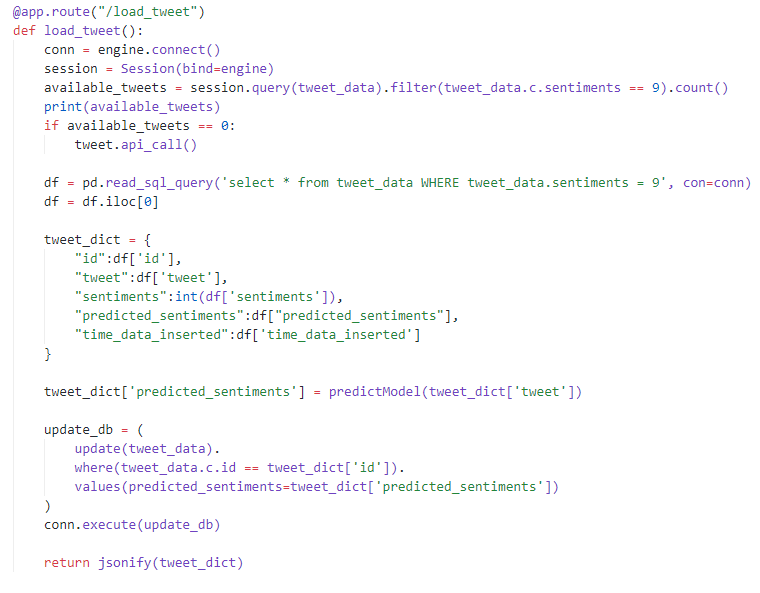 @app.route("/load_tweet")
def load_tweet():
    conn = engine.connect()
    session = Session(bind=engine)
    available_tweets = session.query(tweet_data).filter(tweet_data.c.sentiments == 9).count()
    print(available_tweets)
    if available_tweets == 0:
        tweet.api_call()

    df = pd.read_sql_query('select * from tweet_data WHERE tweet_data.sentiments = 9', con=conn)
    df = df.iloc[0]

    tweet_dict = {
        "id":df['id'],
        "tweet":df['tweet'],
        "sentiments":int(df['sentiments']),
        "predicted_sentiments":df["predicted_sentiments"],
        "time_data_inserted":df['time_data_inserted']
    }

    tweet_dict['predicted_sentiments'] = predictModel(tweet_dict['tweet'])

    update_db = (
        update(tweet_data).
        where(tweet_data.c.id == tweet_dict['id']).
        values(predicted_sentiments=tweet_dict['predicted_sentiments'])
    )
    conn.execute(update_db)

    return jsonify(tweet_dict)